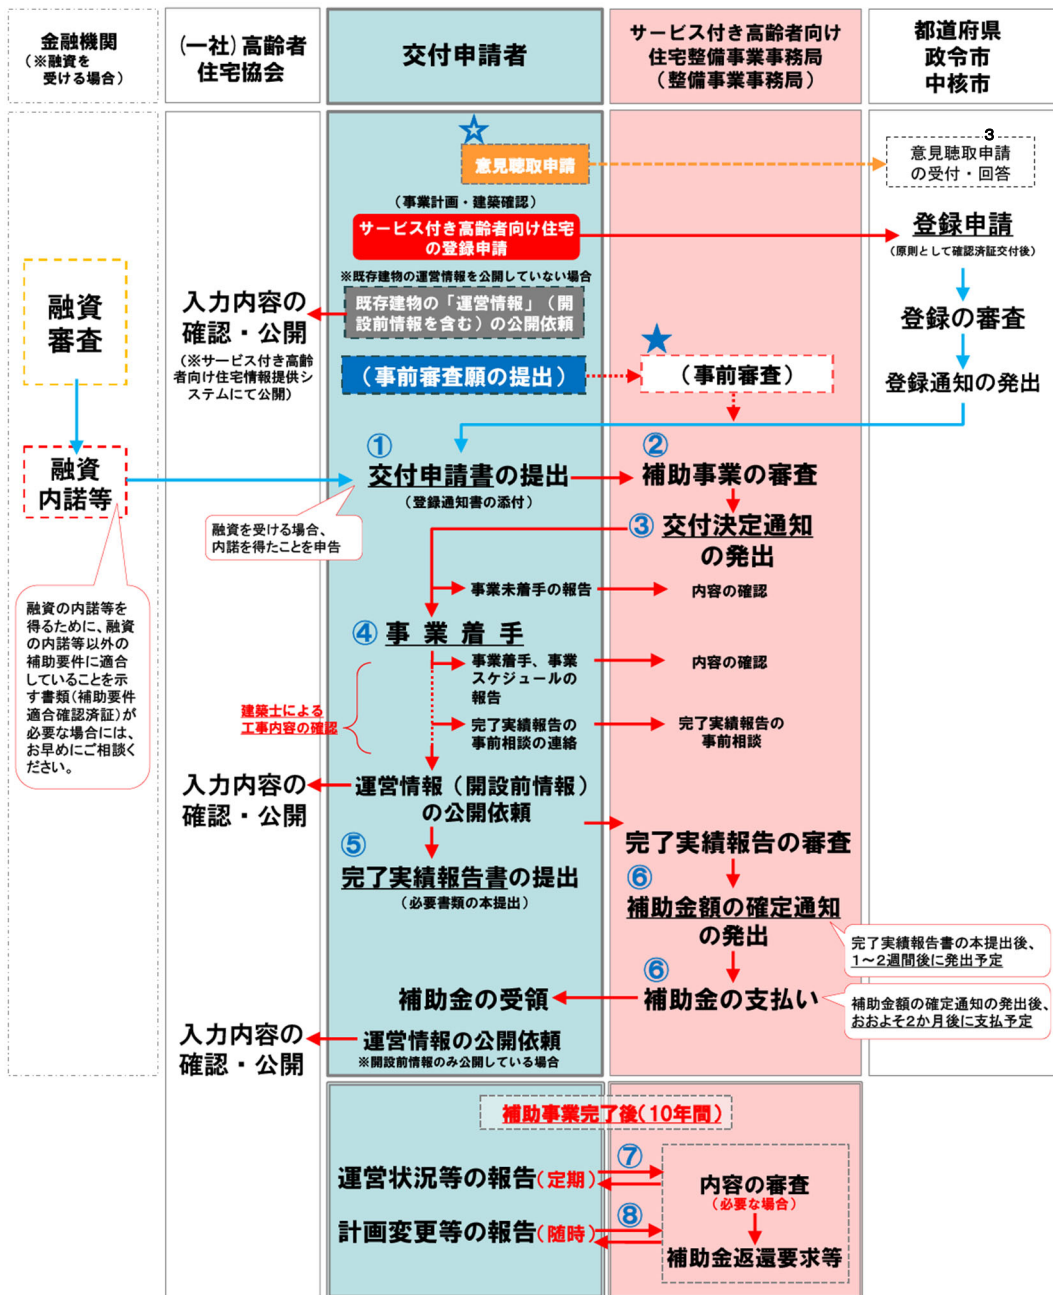 金融機関
（※融資を
受ける場合）
(一社)高齢者
住宅協会
交付申請者
サービス付き高齢者向け
住宅整備事業事務局
（整備事業事務局）
都道府県
政令市
中核市
意見聴取申請
3
意見聴取申請
の受付・回答
（事業計画・建築確認）
サービス付き高齢者向け住宅
の登録申請
登録申請
（原則として確認済証交付後）
※既存建物の運営情報を公開していない場合
既存建物の「運営情報」（開
設前情報を含む）の公開依頼
入力内容の
確認・公開
（※サービス付き高齢
者向け住宅情報提供シ
ステムにて公開）
融資
審査
登録の審査
（事前審査願の提出）
（事前審査）
登録通知の発出
融資
内諾等
①
交付申請書の提出
（登録通知書の添付）
②
補助事業の審査
融資を受ける場合、
内諾を得たことを申告
③
交付決定通知
の発出
事業未着手の報告
内容の確認
融資の内諾等を
得るために、融資
の内諾等以外の
補助要件に適合
していることを示
す書類（補助要件
適合確認済証）が
必要な場合には、
お早めにご相談く
ださい。
④
事業着手
事業着手、事業
スケジュールの
報告
内容の確認
建築士による
工事内容の確認
完了実績報告の
事前相談の連絡
完了実績報告の
事前相談
入力内容の
確認・公開
運営情報（開設前情報）
の公開依頼
完了実績報告の審査
⑤
完了実績報告書の提出
（必要書類の本提出）
⑥
補助金額の確定通知
の発出
完了実績報告書の本提出後、
1～2週間後に発出予定
⑥
補助金の受領
補助金の支払い
補助金額の確定通知の発出後、
おおよそ2か月後に支払予定
入力内容の
確認・公開
運営情報の公開依頼
※開設前情報のみ公開している場合
補助事業完了後（10年間）
運営状況等の報告（定期）
⑦
内容の審査
（必要な場合）
計画変更等の報告（随時）
⑧
補助金返還要求等